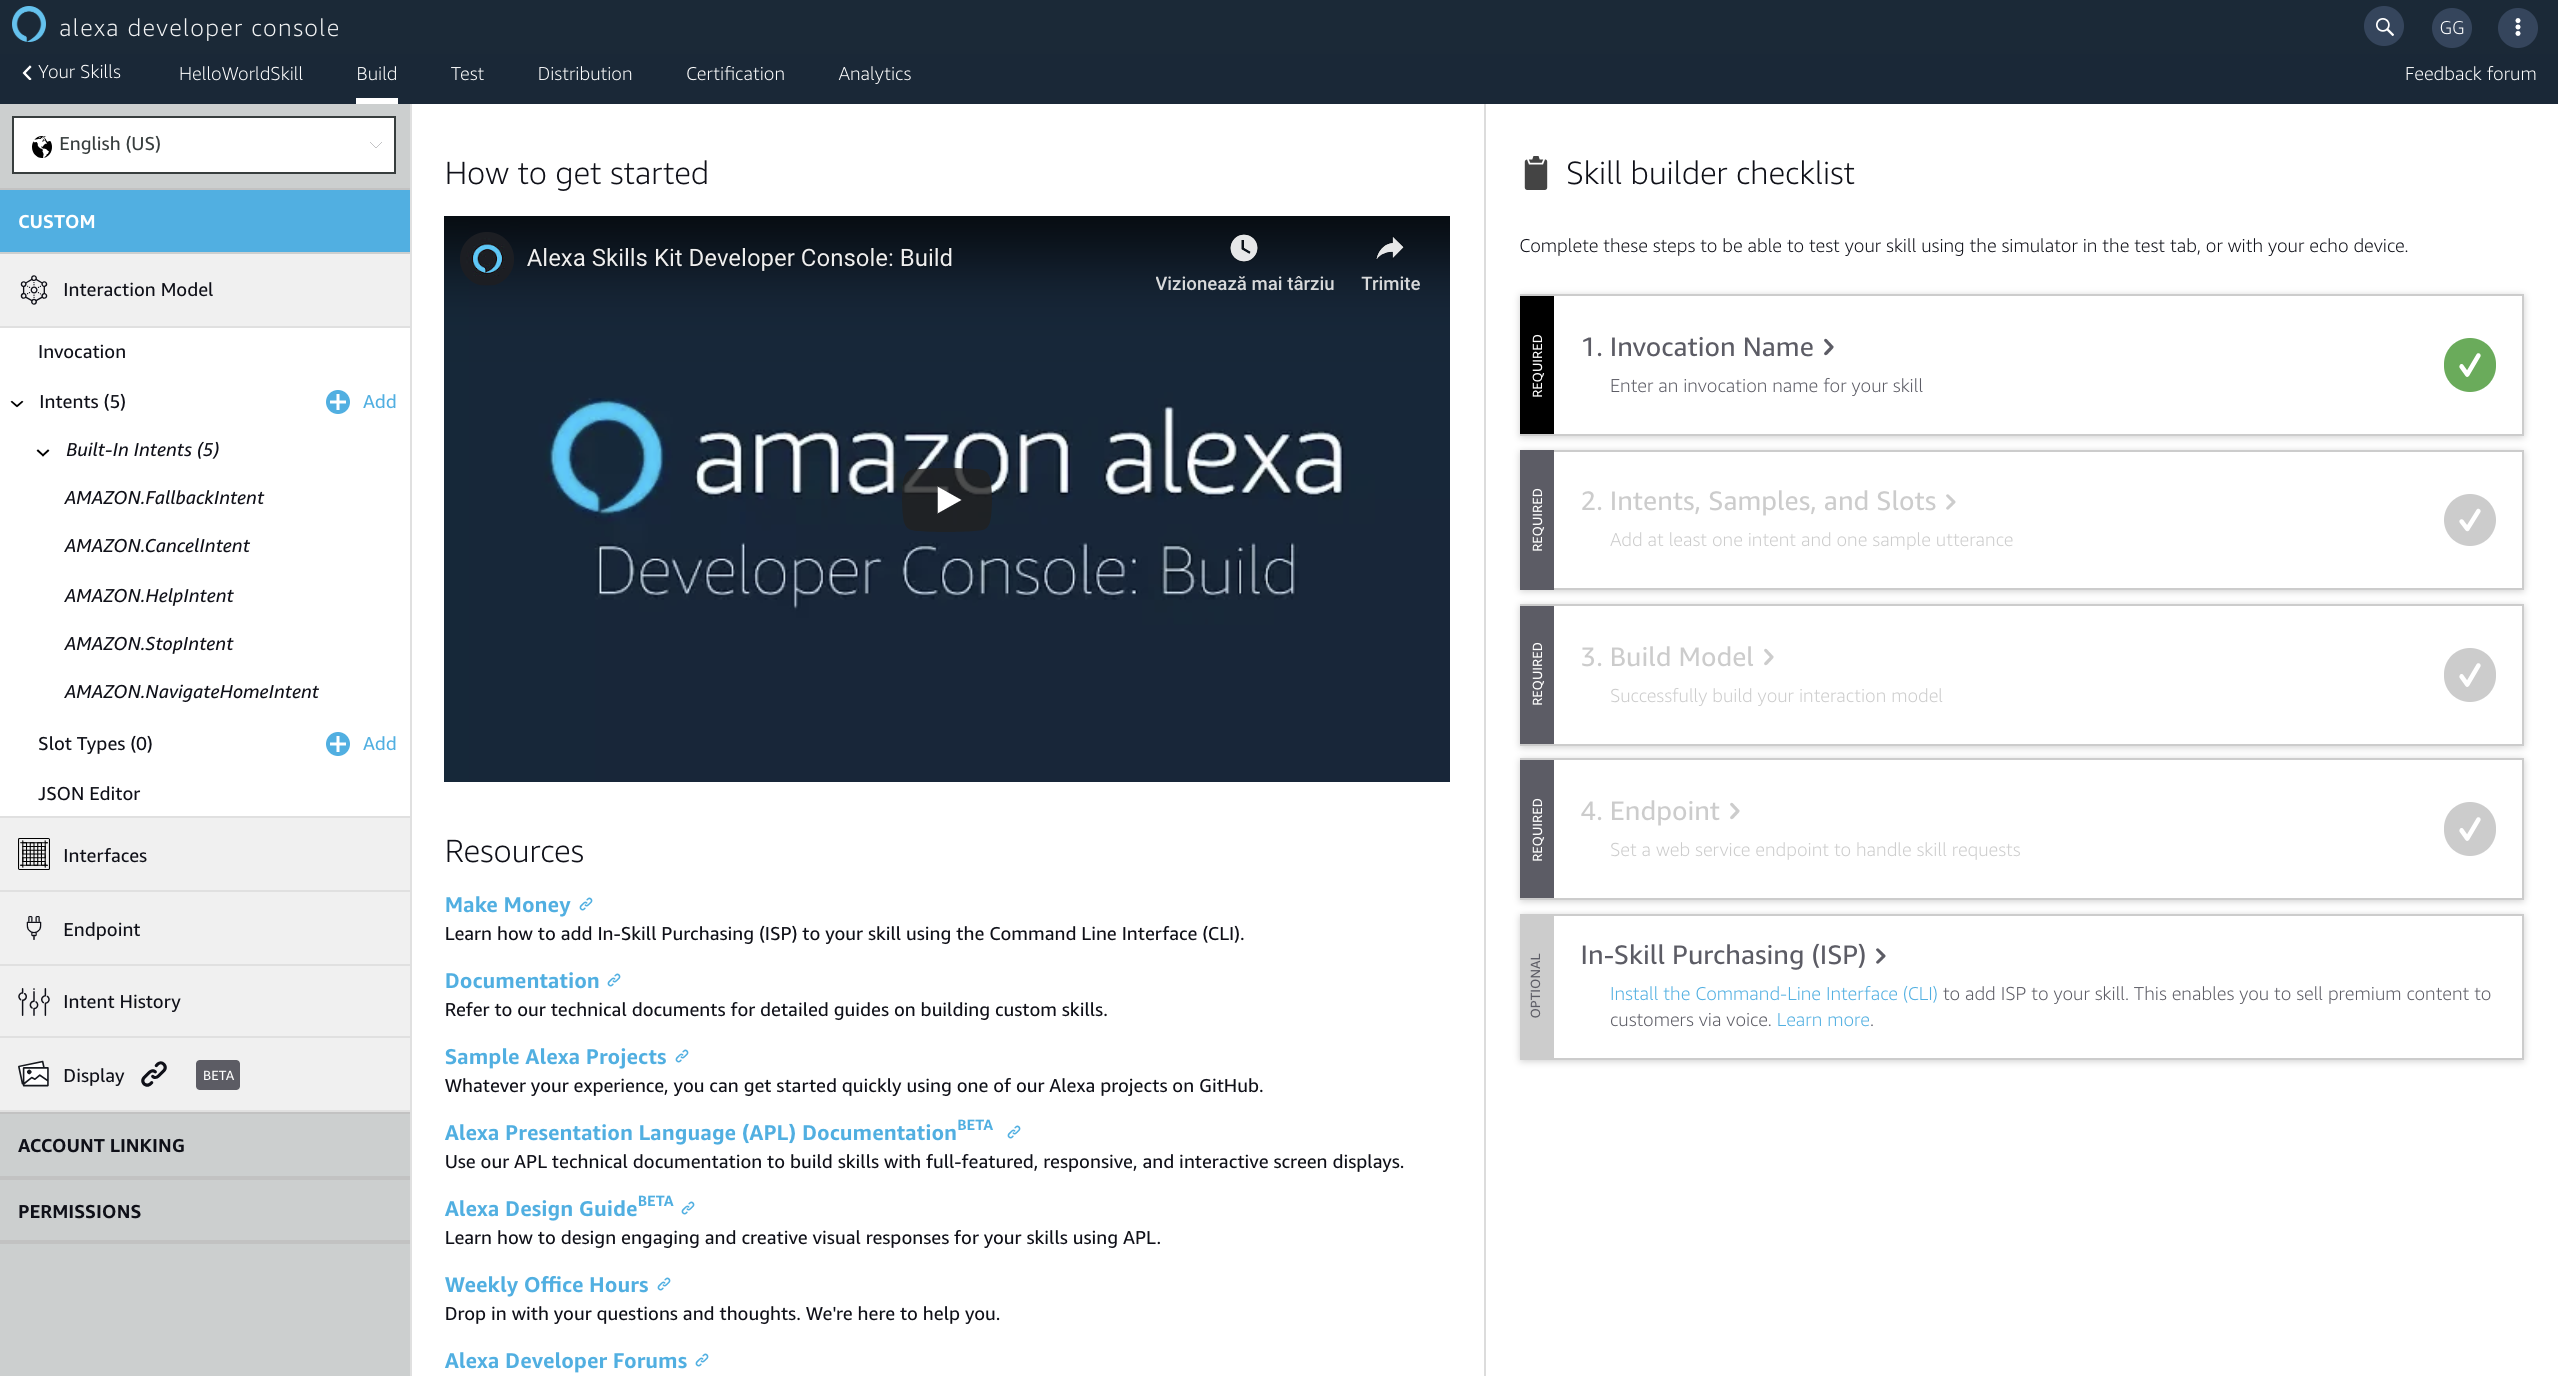 alexa developer console
GG
Your Skills
HelloWorldSkill
Build
Test
Distribution
Certification
Analytics
Feedback forum
English (US)
CUSTOM
Interaction Model
Invocation
Intents (5)
Add
Built-In Intents (5)
AMAZON.FallbackIntent
AMAZON.CancelIntent
AMAZON.HelpIntent
AMAZON.StopIntent
AMAZON.NavigateHomeIntent
Slot Types (0)
Add
JSON Editor
Interfaces
Endpoint
Intent History
Display
BETA
ACCOUNT LINKING
PERMISSIONS
How to get started
Alexa Skills Kit Developer Console: Build
Vizionează mai târziu
Trimite
amazon alexa
Developer Console: Build
Resources
Make Money
Learn how to add In-Skill Purchasing (ISP) to your skill using the Command Line Interface (CLI).
Documentation
Refer to our technical documents for detailed guides on building custom skills.
Sample Alexa Projects
Whatever your experience, you can get started quickly using one of our Alexa projects on GitHub.
Alexa Presentation Language (APL) Documentation BETA
Use our APL technical documentation to build skills with full-featured, responsive, and interactive screen displays.
Alexa Design Guide BETA
Learn how to design engaging and creative visual responses for your skills using APL.
Weekly Office Hours
Drop in with your questions and thoughts. We're here to help you.
Alexa Developer Forums
Skill builder checklist
Complete these steps to be able to test your skill using the simulator in the test tab, or with your echo device.
REQUIRED
1. Invocation Name
Enter an invocation name for your skill
REQUIRED
2. Intents, Samples, and Slots
Add at least one intent and one sample utterance
REQUIRED
3. Build Model
Successfully build your interaction model
REQUIRED
4. Endpoint
Set a web service endpoint to handle skill requests
OPTIONAL
In-Skill Purchasing (ISP)
Install the Command-Line Interface (CLI) to add ISP to your skill. This enables you to sell premium content to
customers via voice. Learn more.